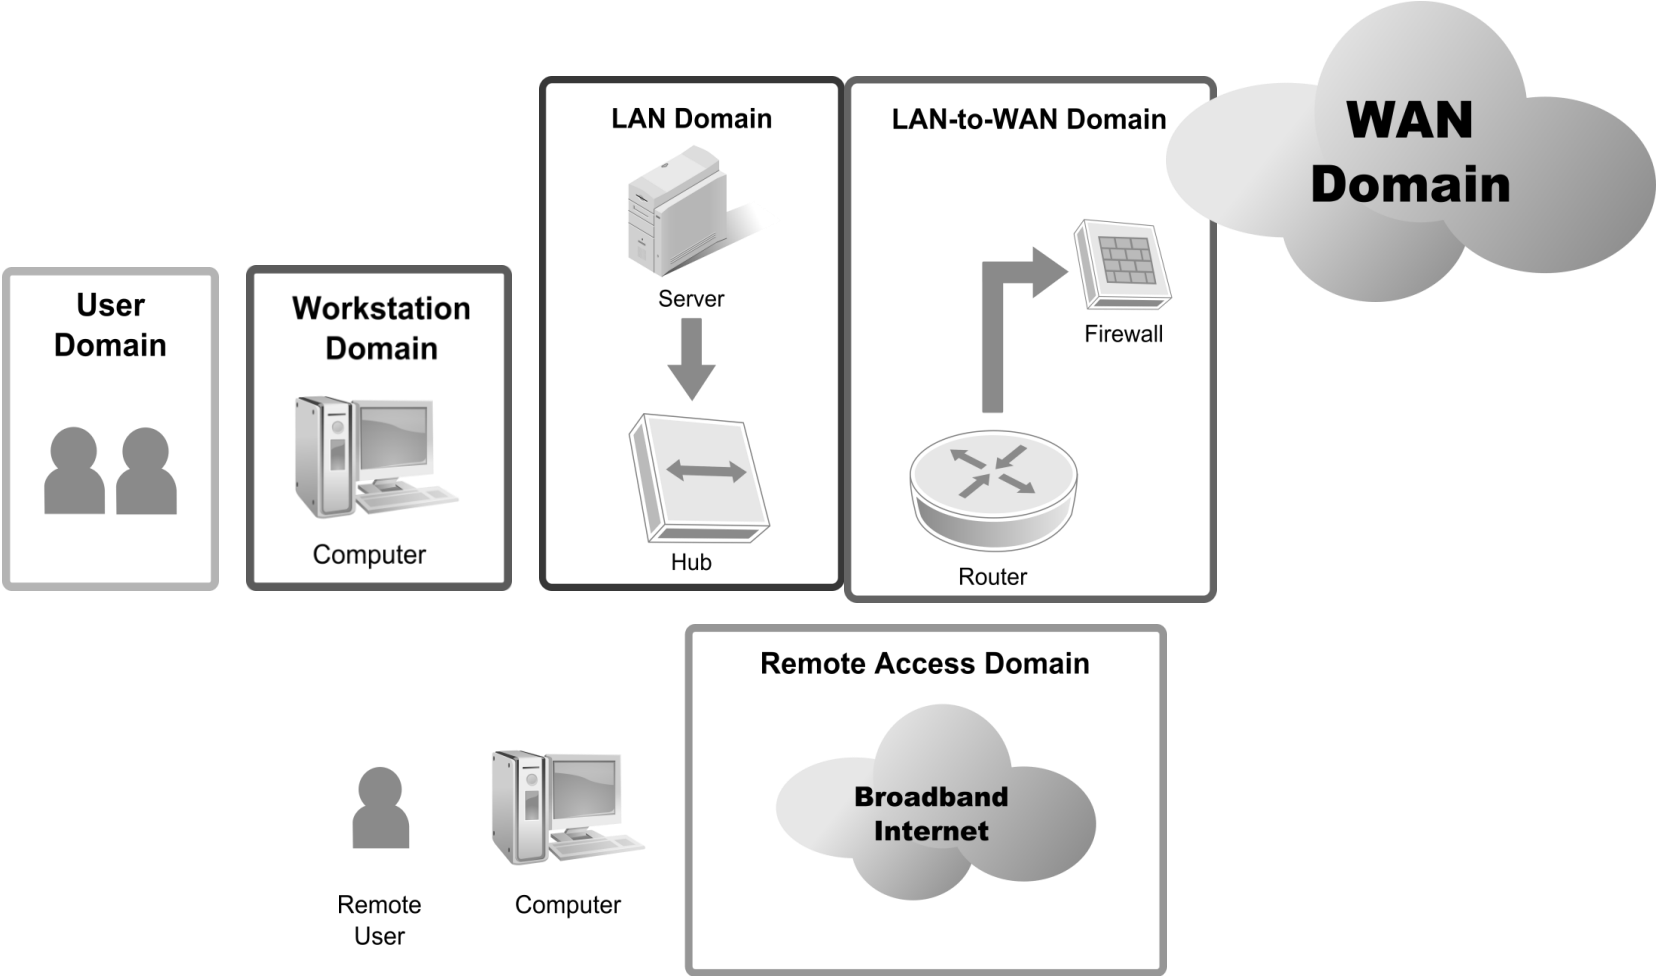 WAN
Domain
LAN Domain
LAN-to-WAN Domain
Server
Firewall
User
Domain
Workstation
Domain
Computer
Hub
Router
Remote Access Domain
Broadband
Internet
Remote
User
Computer